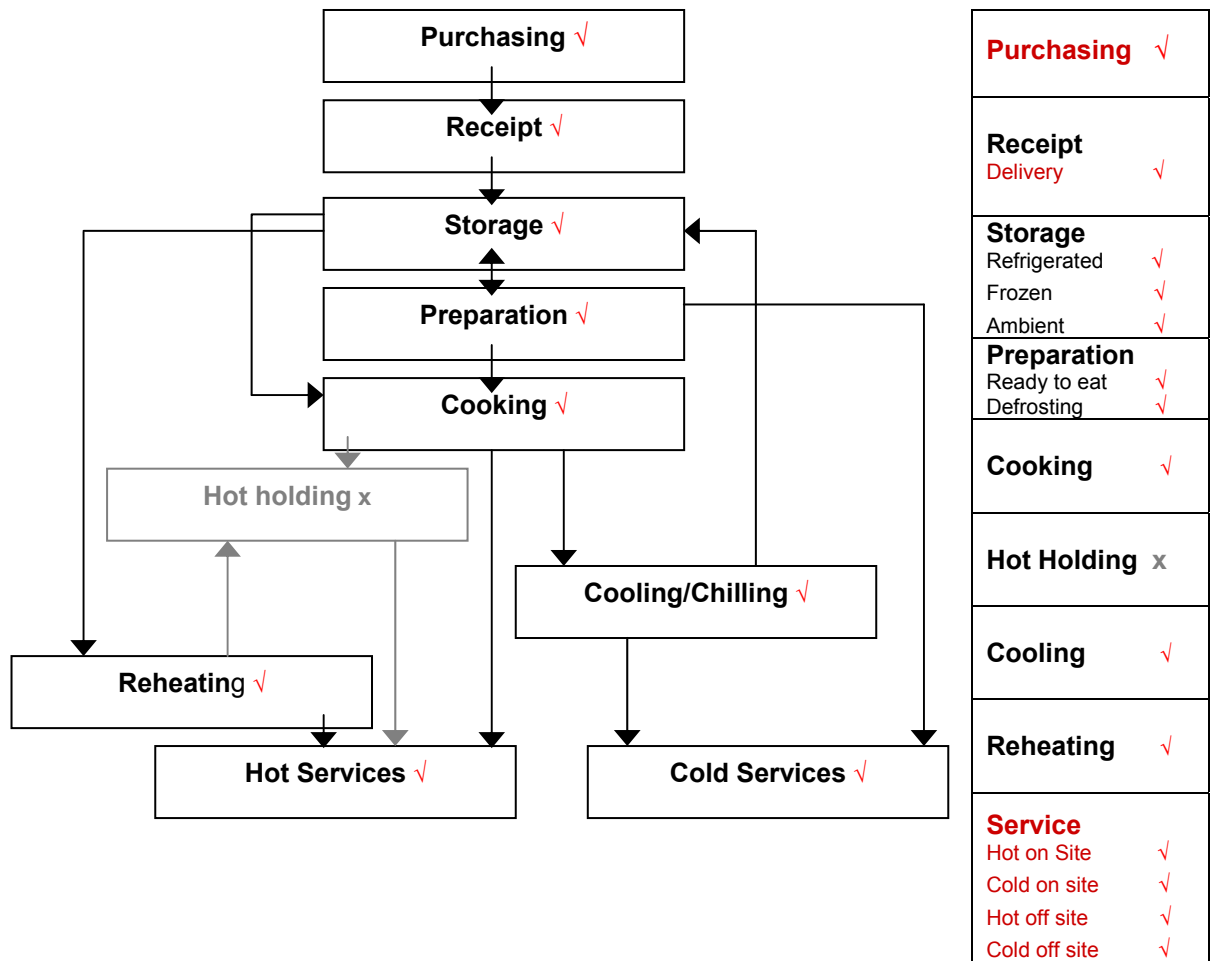 Purchasing √
Receipt √
Storage √
Preparation √
Cooking √
Hot holding x
Cooling/Chilling √
Reheating √
Hot Services √
Cold Services √
Purchasing √
Receipt
Delivery √
Storage
Refrigerated √
Frozen √
Ambient √
Preparation
Ready to eat √
Defrosting √
Cooking √
Hot Holding x
Cooling √
Reheating √
Service
Hot on Site √
Cold on site √
Hot off site √
Cold off site √